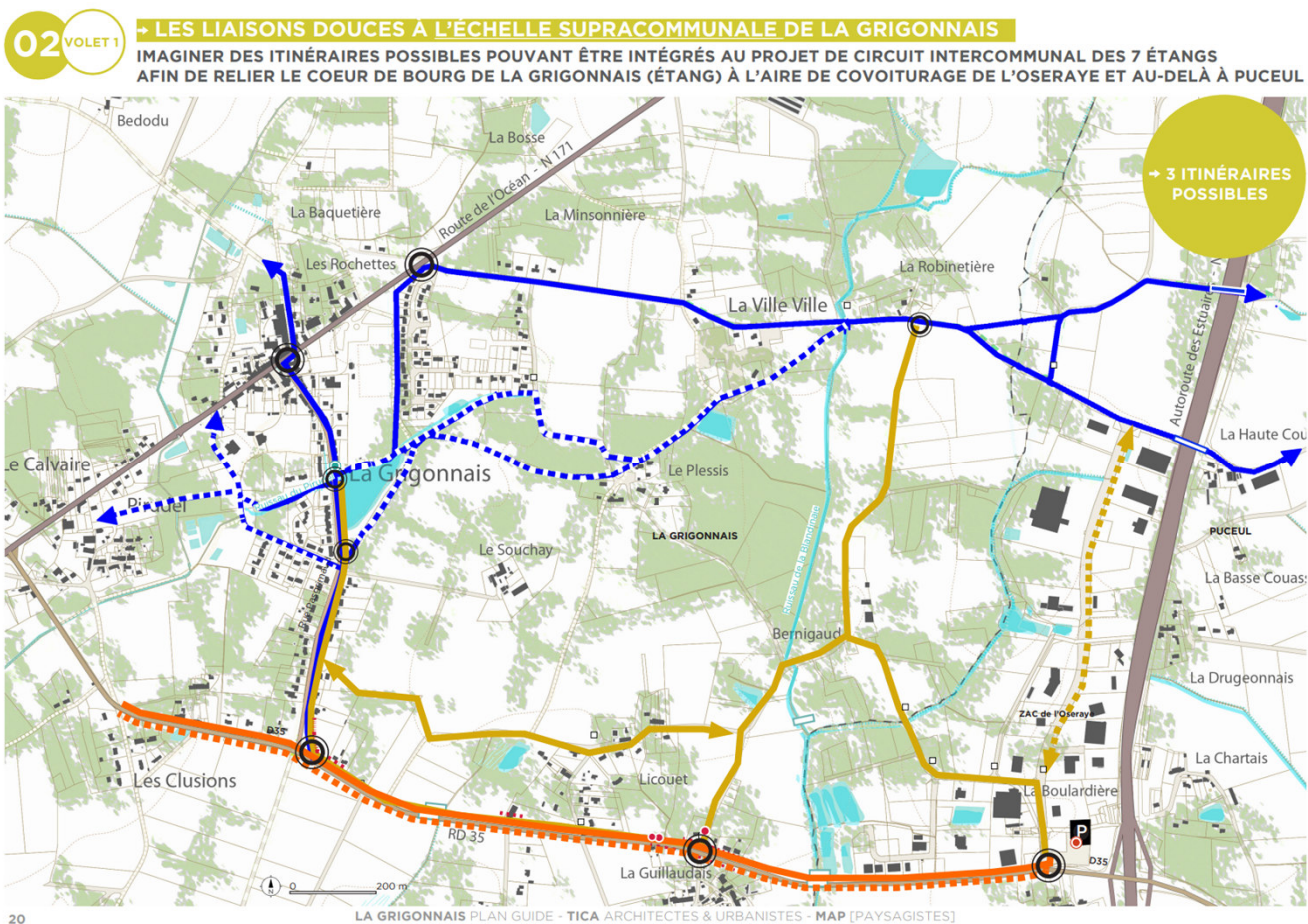 02 VOLET 1
→ LES LIAISONS DOUCES À L'ÉCHELLE SUPRACOMMUNALE DE LA GRIGONNAIS
IMAGINER DES ITINÉRAIRES POSSIBLES POUVANT ÊTRE INTÉGRÉS AU PROJET DE CIRCUIT INTERCOMMUNAL DES 7 ÉTANGS
AFIN DE RELIER LE COEUR DE BOURG DE LA GRIGONNAIS (ÉTANG) À L'AIRE DE COVOITURAGE DE L'OSERAYE ET AU-DELÀ À PUCEUL
Bedodu
La Bosse
→ 3 ITINÉRAIRES
POSSIBLES
Route de l'Océan - N 171
La Baquetière
La Minsonnière
Les Rochettes
La Robinetière
La Ville Ville
Autoroute des Estuaires - N
La Haute Cou
Le Calvaire
La Grigonnais
Le Plessis
LA GRIGONNAIS
PUCEUL
Le Souchay
La Basse Couass
Bernigaud
La Drugeonnais
ZAC de l'Oseraye
D35
Les Clusions
Licouet
La Chartais
La Boulardière
P
RD 35
D35
La Guillaudais
N
0 200 m
20
LA GRIGONNAIS PLAN GUIDE - TICA ARCHITECTES & URBANISTES - MAP [PAYSAGISTES]